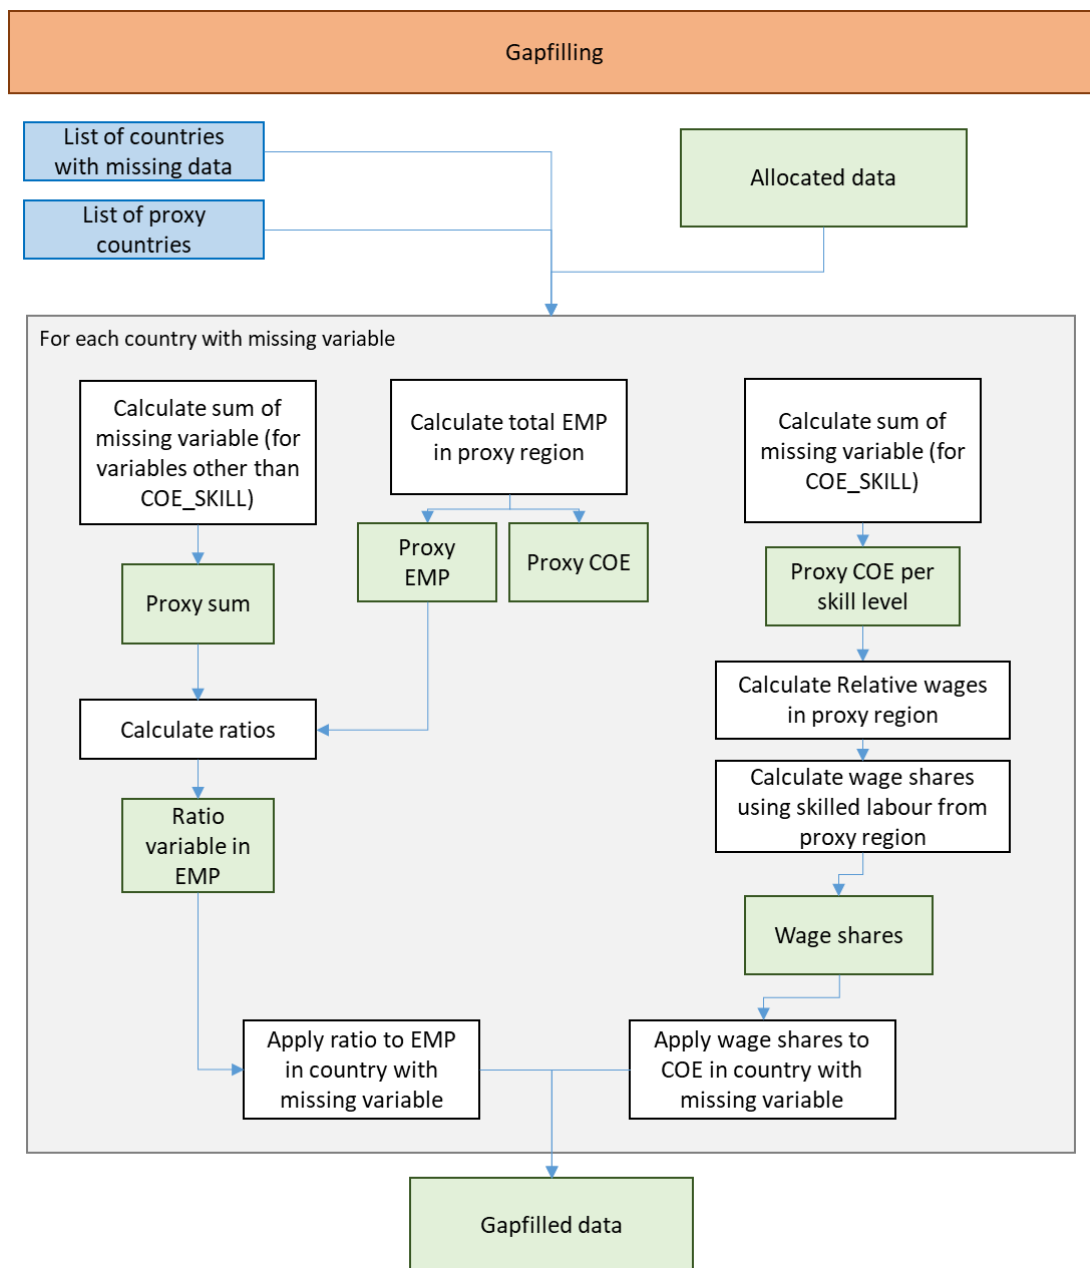 Gapfilling
List of countries
with missing data
Allocated data
List of proxy
countries
For each country with missing variable
Calculate sum of
missing variable (for
variables other than
COE_SKILL)
Calculate total EMP
in proxy region
Calculate sum of
missing variable (for
COE_SKILL)
Proxy
EMP
Proxy COE
Proxy COE per
skill level
Proxy sum
Calculate Relative wages
in proxy region
Calculate ratios
Calculate wage shares
using skilled labour from
proxy region
Ratio
variable in
EMP
Wage shares
Apply ratio to EMP
in country with
missing variable
Apply wage shares to
COE in country with
missing variable
Gapfilled data